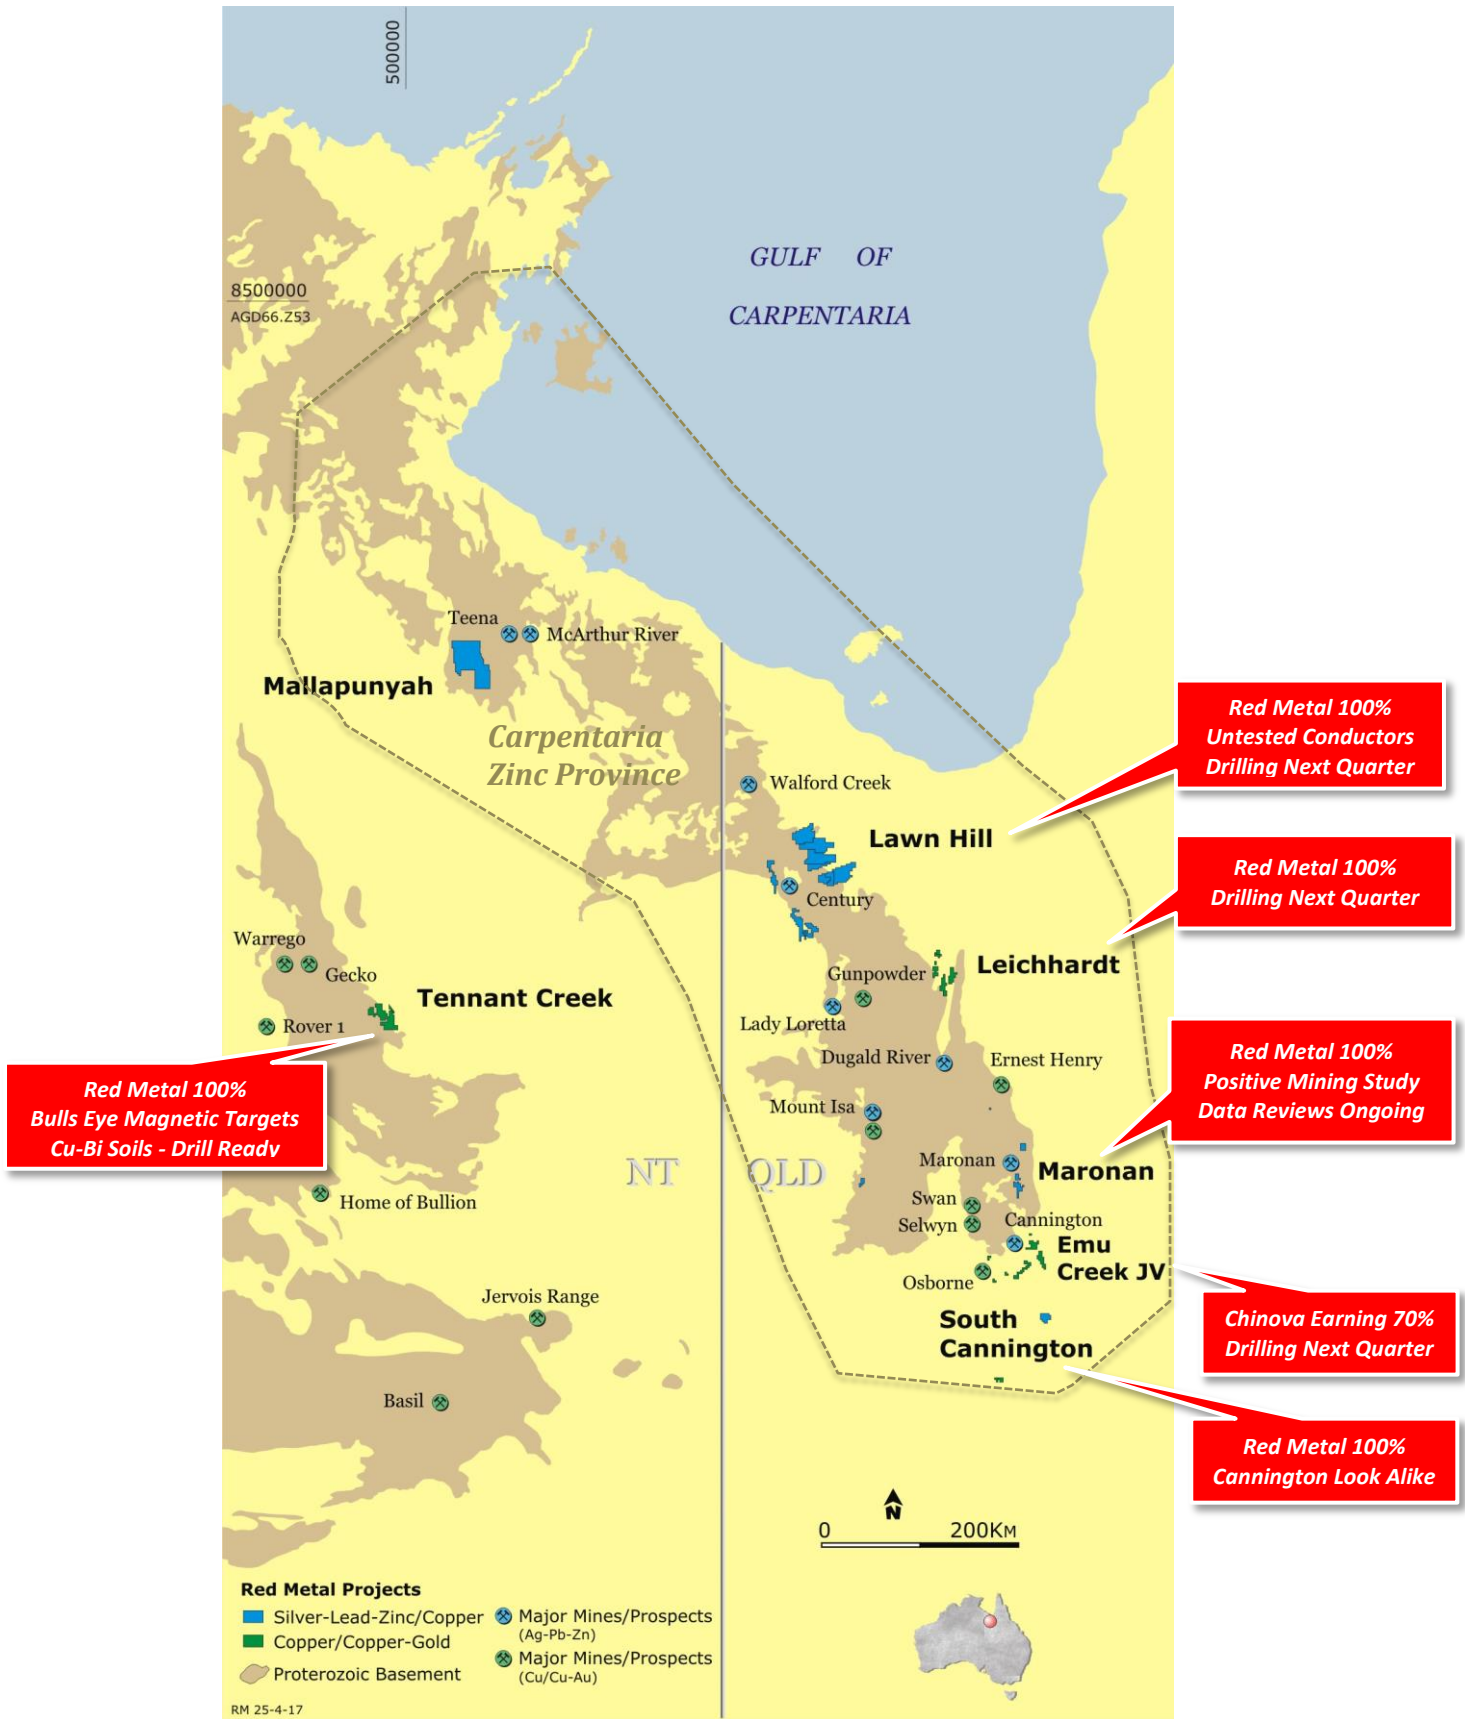 500000
GULF OF
CARPENTARIA
8500000
AGD66.Z53
Teena
McArthur River
Mallapunyah
Carpentaria
Zinc Province
Red Metal 100%
Untested Conductors
Drilling Next Quarter
Walford Creek
Lawn Hill
Red Metal 100%
Drilling Next Quarter
Century
Warrego
Gecko
Gunpowder
Leichhardt
Tennant Creek
Rover 1
Lady Loretta
Dugald River
Ernest Henry
Red Metal 100%
Positive Mining Study
Data Reviews Ongoing
Red Metal 100%
Bulls Eye Magnetic Targets
Cu-Bi Soils - Drill Ready
Mount Isa
NT
QLD
Maronan
Maronan
Home of Bullion
Swan
Selwyn
Cannington
Emu
Creek JV
Osborne
Jervois Range
South
Cannington
Chinova Earning 70%
Drilling Next Quarter
Basil
Red Metal 100%
Cannington Look Alike
N
0 200KM
Red Metal Projects
Silver-Lead-Zinc/Copper
Copper/Copper-Gold
Proterozoic Basement
Major Mines/Prospects
(Ag-Pb-Zn)
Major Mines/Prospects
(Cu/Cu-Au)
RM 25-4-17